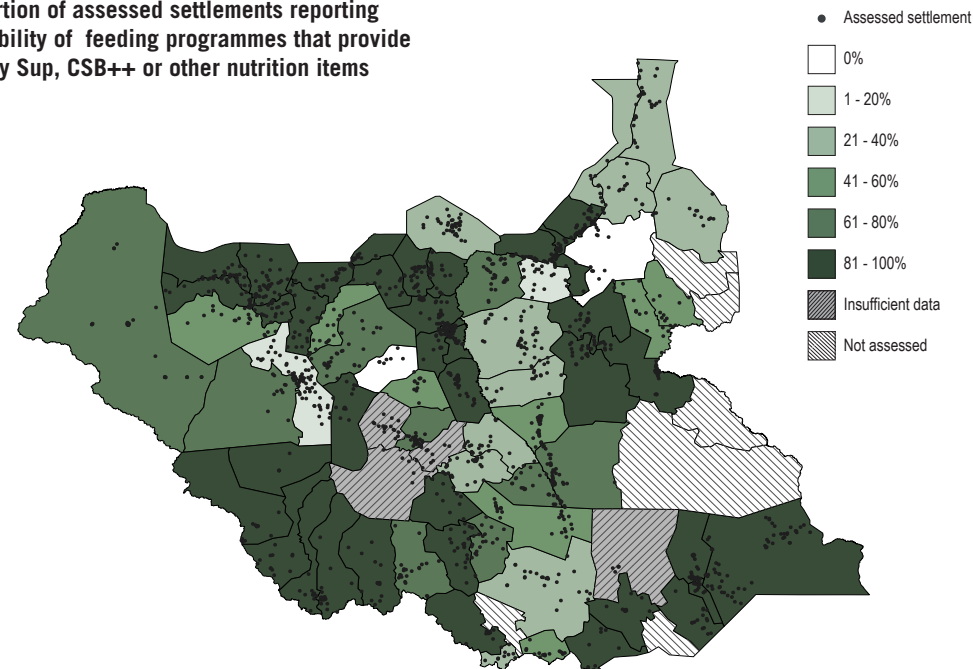 rtion of assessed settlements reporting
bility of feeding programmes that provide
y Sup, CSB++ or other nutrition items
Assessed settlement
0%
1 - 20%
21 - 40%
41 - 60%
61 - 80%
81 - 100%
Insufficient data
Not assessed